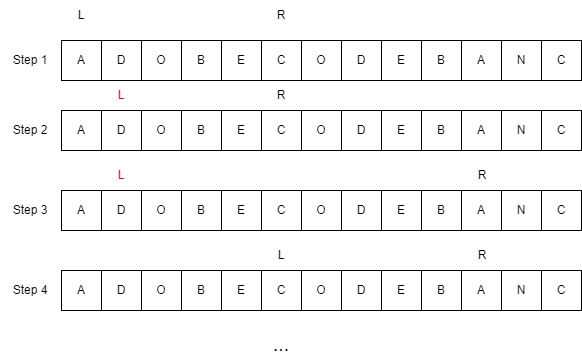 L R
Step 1 A D O B E C O D E B A N C
L R
Step 2 A D O B E C O D E B A N C
L R
Step 3 A D O B E C O D E B A N C
L R
Step 4 A D O B E C O D E B A N C
...